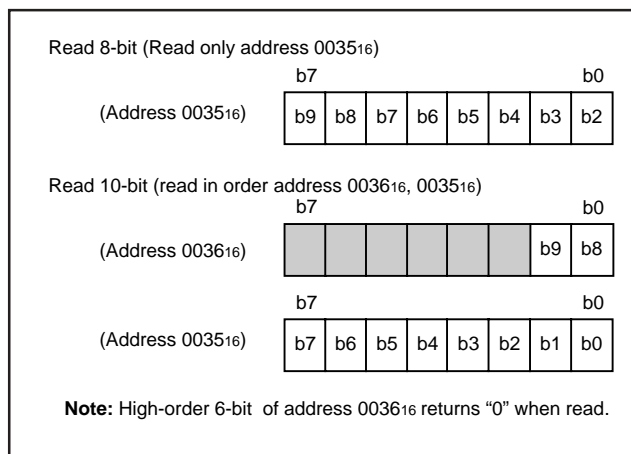 Read 8-bit (Read only address 0035₁₆)
b7 b0
(Address 0035₁₆) b9 b8 b7 b6 b5 b4 b3 b2
Read 10-bit (read in order address 0036₁₆, 0035₁₆)
b7 b0
(Address 0036₁₆) b9 b8
b7 b0
(Address 0035₁₆) b7 b6 b5 b4 b3 b2 b1 b0
Note: High-order 6-bit of address 0036₁₆ returns “0” when read.